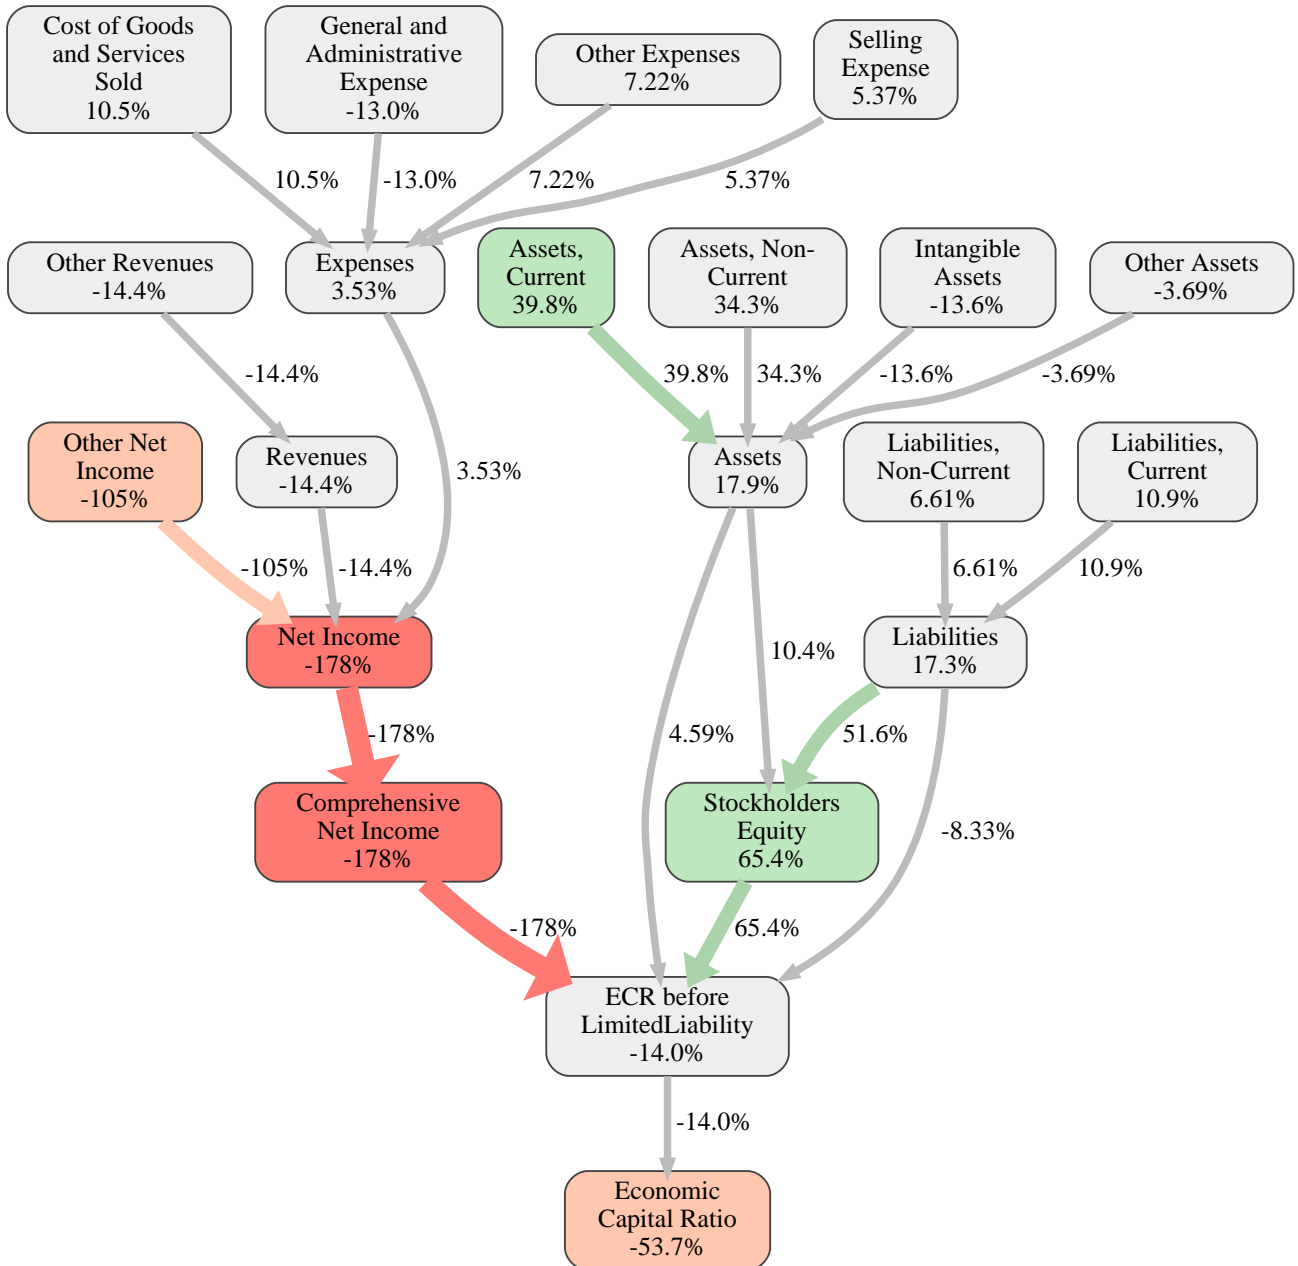 Cost of Goods
and Services
Sold
10.5%
General and
Administrative
Expense
-13.0%
Other Expenses
7.22%
Selling
Expense
5.37%
10.5%
-13.0%
7.22%
5.37%
Other Revenues
-14.4%
Expenses
3.53%
Assets,
Current
39.8%
Assets, Non-
Current
34.3%
Intangible
Assets
-13.6%
Other Assets
-3.69%
-14.4%
39.8%
34.3%
-13.6%
-3.69%
Other Net
Income
-105%
Revenues
-14.4%
3.53%
Assets
17.9%
Liabilities,
Non-Current
6.61%
Liabilities,
Current
10.9%
-105%
-14.4%
6.61%
10.9%
Net Income
-178%
10.4%
Liabilities
17.3%
-178%
4.59%
51.6%
Comprehensive
Net Income
-178%
Stockholders
Equity
65.4%
-8.33%
-178%
65.4%
ECR before
LimitedLiability
-14.0%
-14.0%
Economic
Capital Ratio
-53.7%